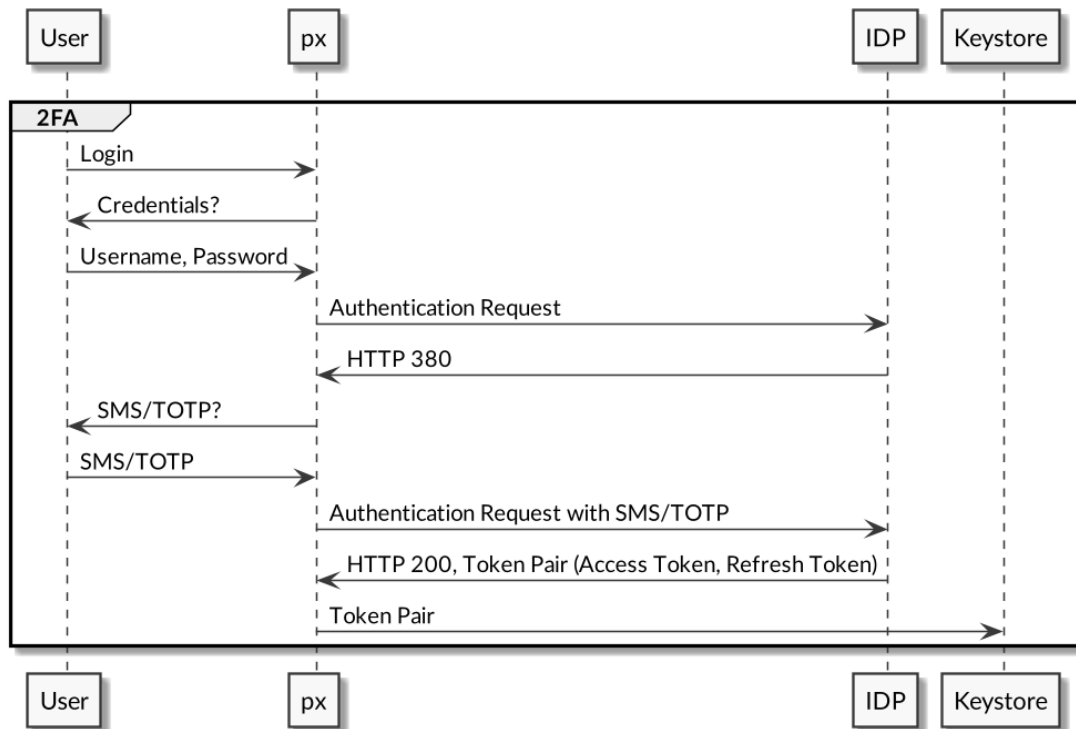 User px IDP Keystore
2FA
Login
Credentials?
Username, Password
Authentication Request
HTTP 380
SMS/TOTP?
SMS/TOTP
Authentication Request with SMS/TOTP
HTTP 200, Token Pair (Access Token, Refresh Token)
Token Pair
User px IDP Keystore